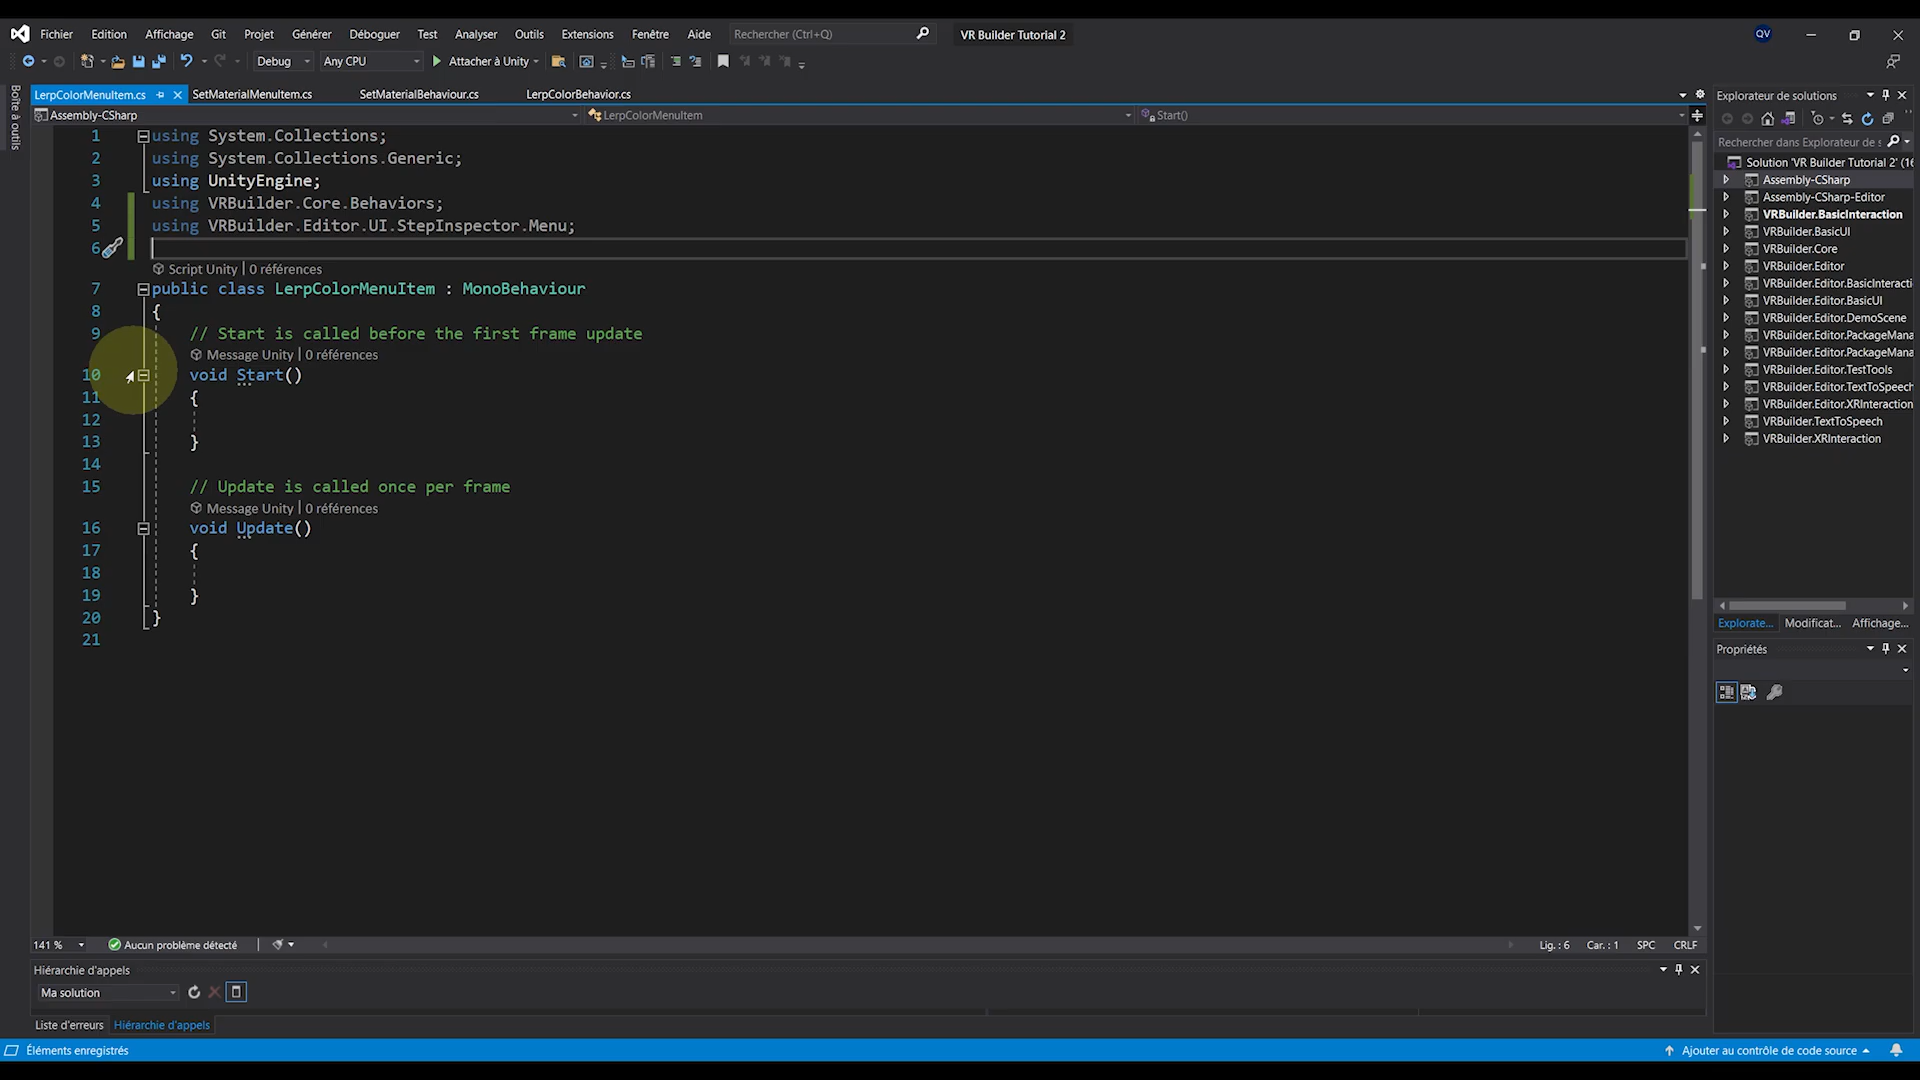 Fichier Edition Affichage Git Projet Générer Déboguer Test Analyser Outils Extensions Fenêtre Aide Rechercher (Ctrl+Q) VR Builder Tutorial 2 QV
Debug Any CPU Attacher à Unity
Boîte à outils
LerpColorMenuItem.cs SetMaterialMenuItem.cs SetMaterialBehaviour.cs LerpColorBehavior.cs
Assembly-CSharp LerpColorMenuItem Start()
1 using System.Collections;
2 using System.Collections.Generic;
3 using UnityEngine;
4 using VRBuilder.Core.Behaviors;
5 using VRBuilder.Editor.UI.StepInspector.Menu;
6
Script Unity | 0 références
7 public class LerpColorMenuItem : MonoBehaviour
8 {
9 // Start is called before the first frame update
Message Unity | 0 références
10 void Start()
11 {
12
13 }
14
15 // Update is called once per frame
Message Unity | 0 références
16 void Update()
17 {
18
19 }
20 }
21
141 % Aucun problème détecté Lig. : 6 Car. : 1 SPC CRLF
Hiérarchie d'appels
Ma solution
Liste d'erreurs Hiérarchie d'appels
Éléments enregistrés Ajouter au contrôle de code source
Explorateur de solutions
Rechercher dans Explorateur de s
Solution 'VR Builder Tutorial 2' (16
Assembly-CSharp
Assembly-CSharp-Editor
VRBuilder.BasicInteraction
VRBuilder.BasicUI
VRBuilder.Core
VRBuilder.Editor
VRBuilder.Editor.BasicInteracti
VRBuilder.Editor.BasicUI
VRBuilder.Editor.DemoScene
VRBuilder.Editor.PackageMana
VRBuilder.Editor.PackageMana
VRBuilder.Editor.TestTools
VRBuilder.Editor.TextToSpeech
VRBuilder.Editor.XRInteraction
VRBuilder.TextToSpeech
VRBuilder.XRInteraction
Explorate... Modificat... Affichage...
Propriétés